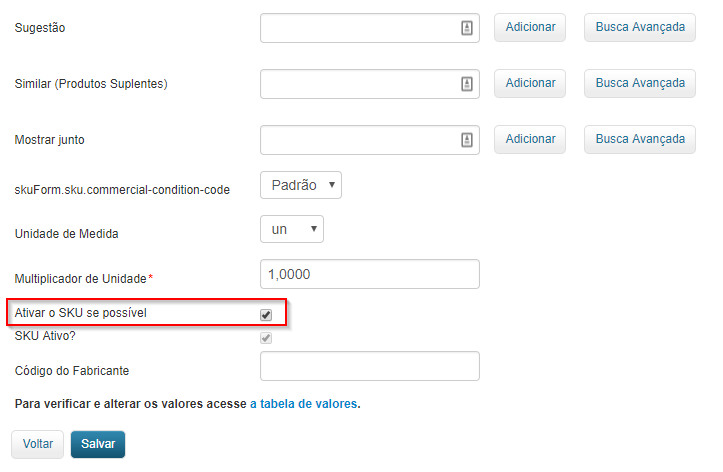 Sugestão Adicionar Busca Avançada
Similar (Produtos Suplentes) Adicionar Busca Avançada
Mostrar junto Adicionar Busca Avançada
skuForm.sku.commercial-condition-code Padrão
Unidade de Medida un
Multiplicador de Unidade* 1,0000
Ativar o SKU se possível
SKU Ativo?
Código do Fabricante
Para verificar e alterar os valores acesse a tabela de valores.
Voltar Salvar